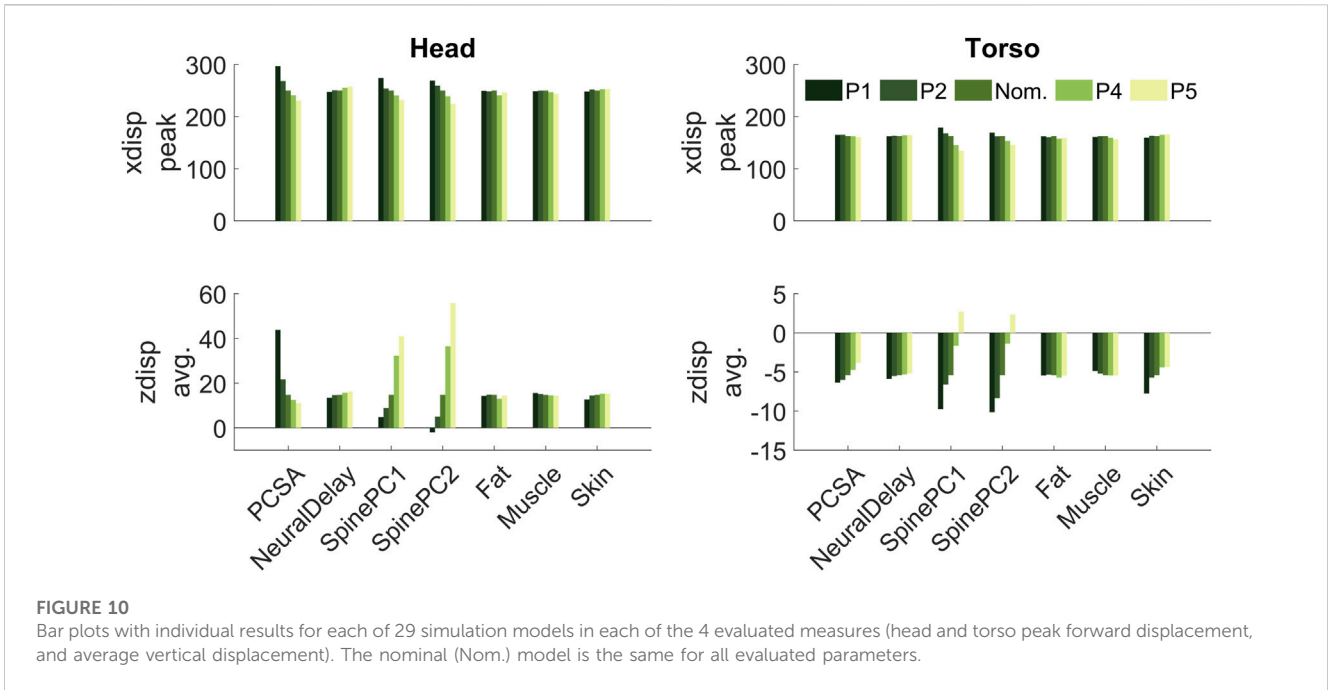 Head
Torso
300
200
100
0
xdisp
peak
300
200
100
0
xdisp
peak
P1 P2 Nom. P4 P5
60
40
20
0
zdisp
avg.
5
0
-5
-10
-15
zdisp
avg.
PCSA
NeuralDelay
SpinePC1
SpinePC2
Fat
Muscle
Skin
PCSA
NeuralDelay
SpinePC1
SpinePC2
Fat
Muscle
Skin
FIGURE 10
Bar plots with individual results for each of 29 simulation models in each of the 4 evaluated measures (head and torso peak forward displacement,
and average vertical displacement). The nominal (Nom.) model is the same for all evaluated parameters.